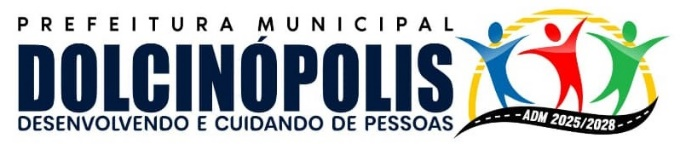 PREFEITURA MUNICIPAL
DOLCINÓPOLIS
DESENVOLVENDO E CUIDANDO DE PESSOAS
ADM 2025/2028